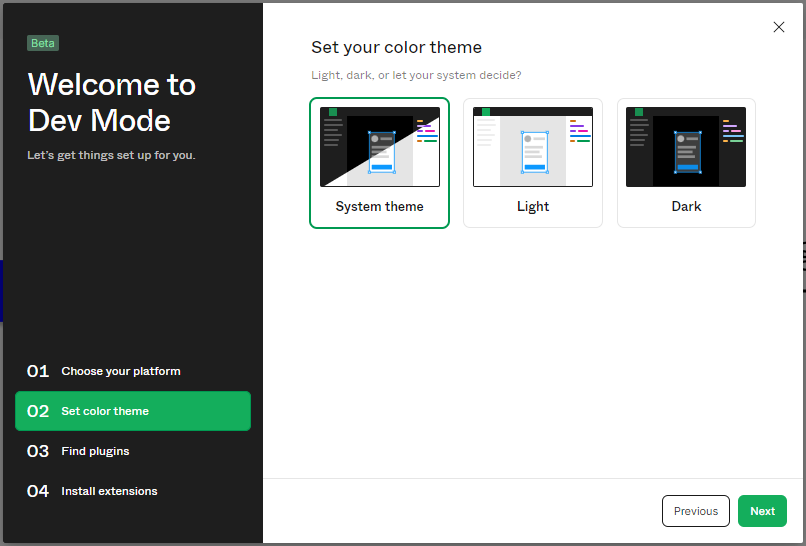 Beta
Welcome to
Dev Mode
Let's get things set up for you.
01 Choose your platform
02 Set color theme
03 Find plugins
04 Install extensions
Set your color theme
Light, dark, or let your system decide?
System theme
Light
Dark
Previous
Next